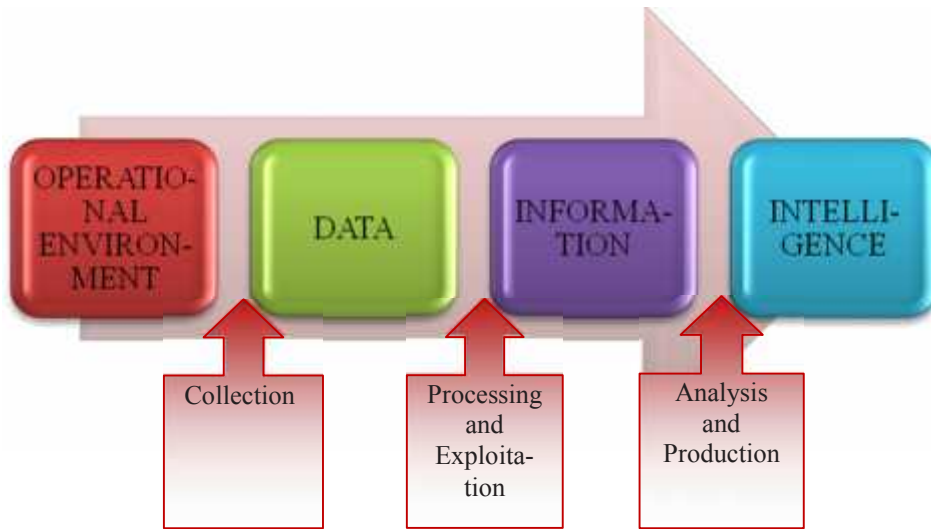 OPERATIO-
NAL
ENVIRON-
MENT
DATA
INFORMA-
TION
INTELLI-
GENCE
Collection
Processing
and
Exploita-
tion
Analysis
and
Production